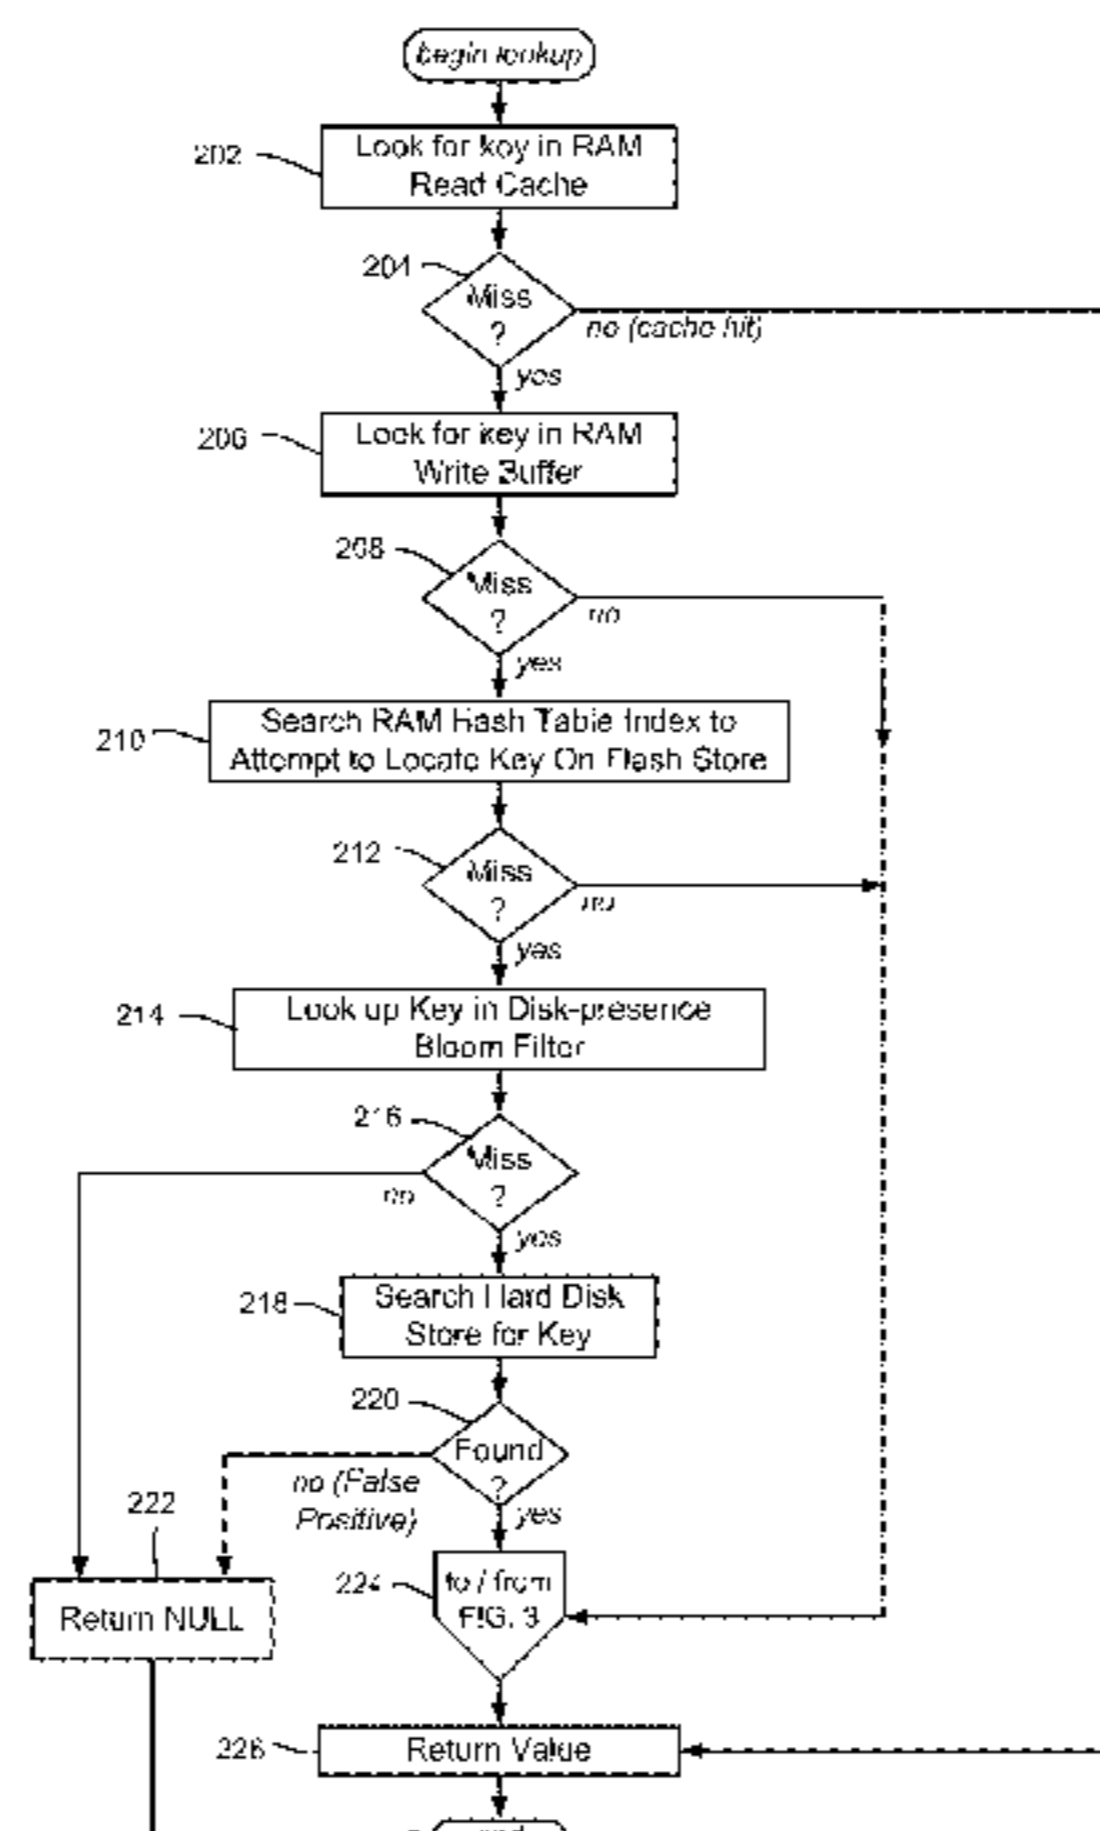 begin lookup
202
Look for key in RAM
Read Cache
204
Miss
?
no (cache hit)
yes
206
Look for key in RAM
Write Buffer
208
Miss
?
no
yes
210
Search RAM Hash Table Index to
Attempt to Locate Key On Flash Store
212
Miss
?
no
yes
214
Look up Key in Disk-presence
Bloom Filter
216
Miss
?
no
yes
218
Search Hard Disk
Store for Key
220
Found
?
no (False
Positive)
yes
222
224
to / from
FIG. 3
Return NULL
226
Return Value